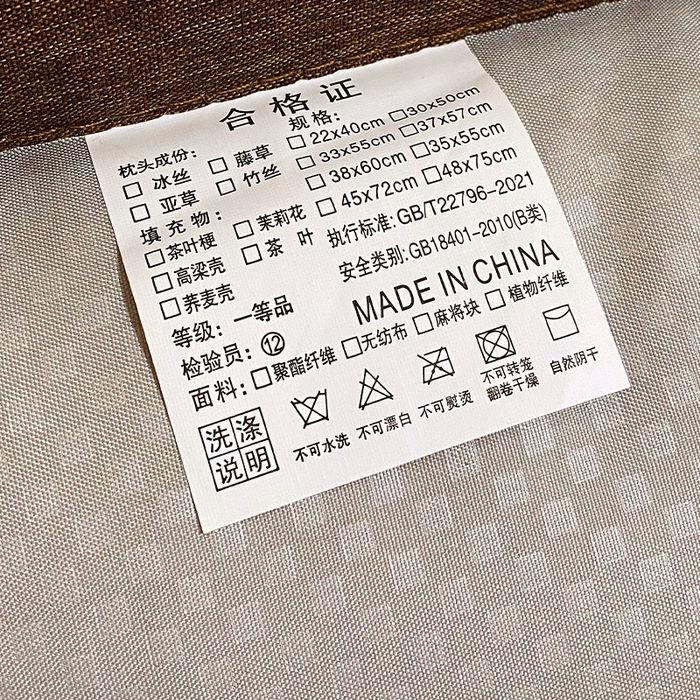 合格证
枕头成份:
□ 冰丝 □ 藤草
□ 亚草 □ 竹丝
填充物:
□茶叶梗 □茉莉花
□高梁壳 □茶 叶
□荞麦壳
规格:
□22x40cm □30x50cm
□33x55cm □37x57cm
□38x60cm □35x55cm
□45x72cm □48x75cm
执行标准:GB/T22796-2021
安全类别:GB18401-2010(B类)
等级: 一等品
MADE IN CHINA
检验员: ⑫
面料:□聚酯纤维 □无纺布 □麻将块 □植物纤维
洗涤
说明
不可水洗 不可漂白 不可熨烫 不可转笼翻卷干燥 自然阴干